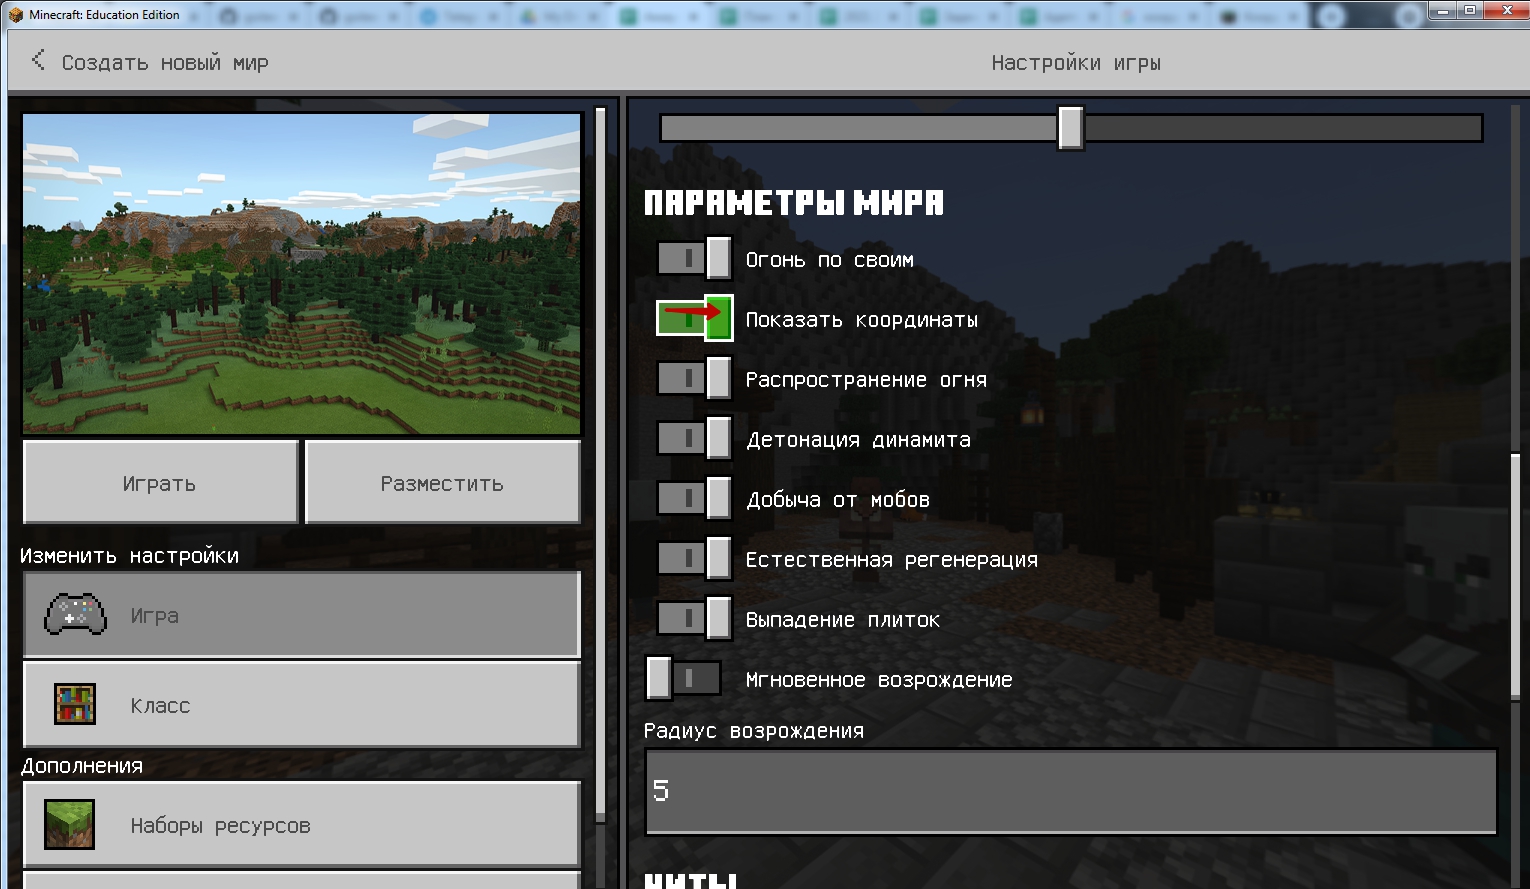 Minecraft: Education Edition
Создать новый мир
Настройки игры
Играть
Разместить
Изменить настройки
Игра
Класс
Дополнения
Наборы ресурсов
ПАРАМЕТРЫ МИРА
Огонь по своим
Показать координаты
Распространение огня
Детонация динамита
Добыча от мобов
Естественная регенерация
Выпадение плиток
Мгновенное возрождение
Радиус возрождения
5
ЧИТЫ